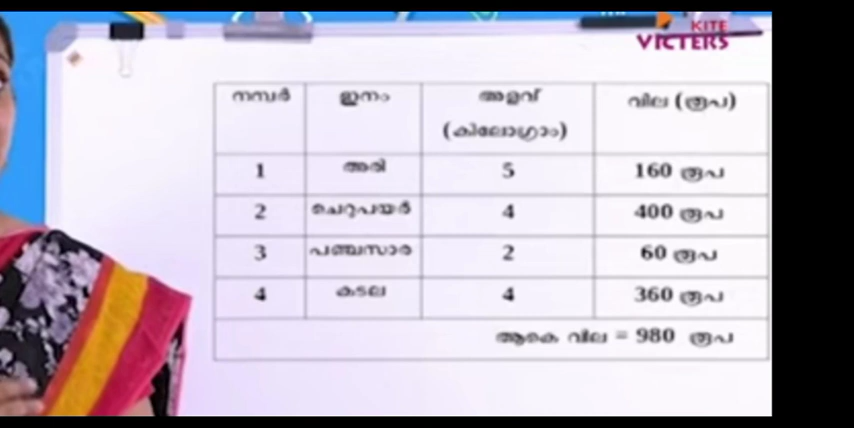 KITE
VICTERS
നമ്പർ ഇനം അളവ് (കിലോഗ്രാം) വില (രൂപ)
1 അരി 5 160 രൂപ
2 ചെറുപയർ 4 400 രൂപ
3 പഞ്ചസാര 2 60 രൂപ
4 കടല 4 360 രൂപ
ആകെ വില = 980 രൂപ